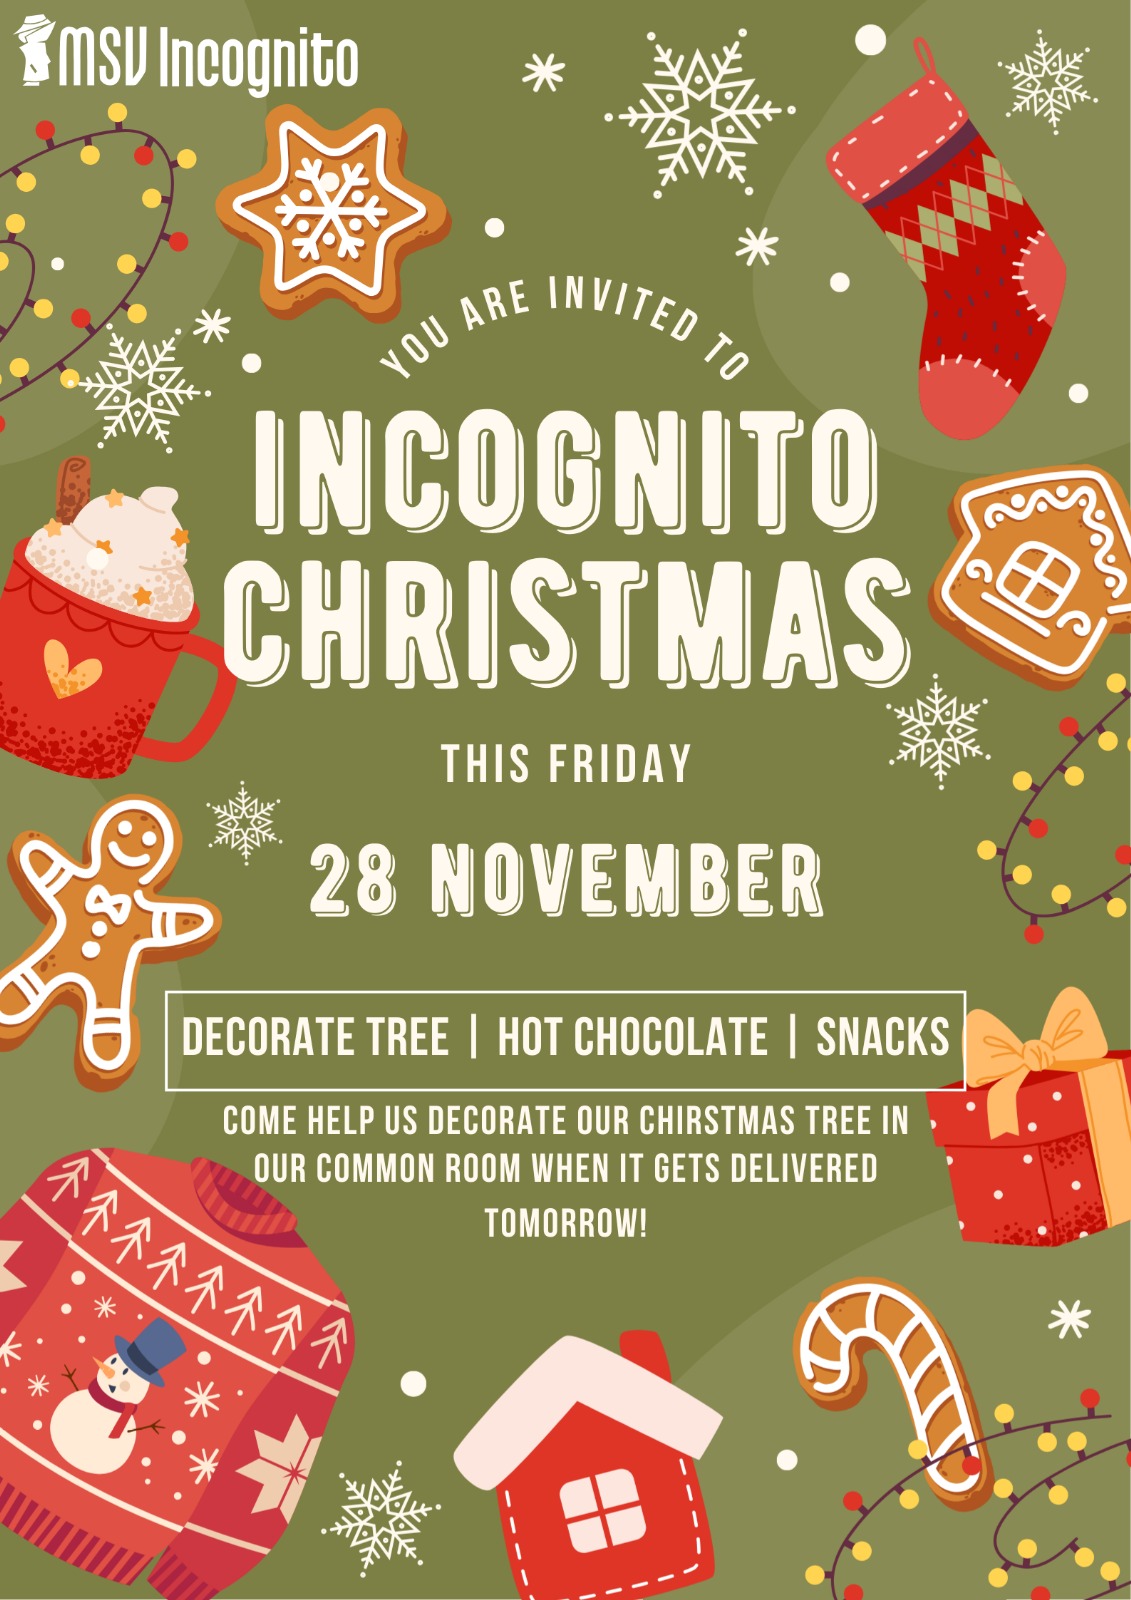 MSV Incognito
YOU ARE INVITED TO
INCOGNITO
CHRISTMAS
THIS FRIDAY
28 NOVEMBER
DECORATE TREE | HOT CHOCOLATE | SNACKS
COME HELP US DECORATE OUR CHIRSTMAS TREE IN
OUR COMMON ROOM WHEN IT GETS DELIVERED
TOMORROW!